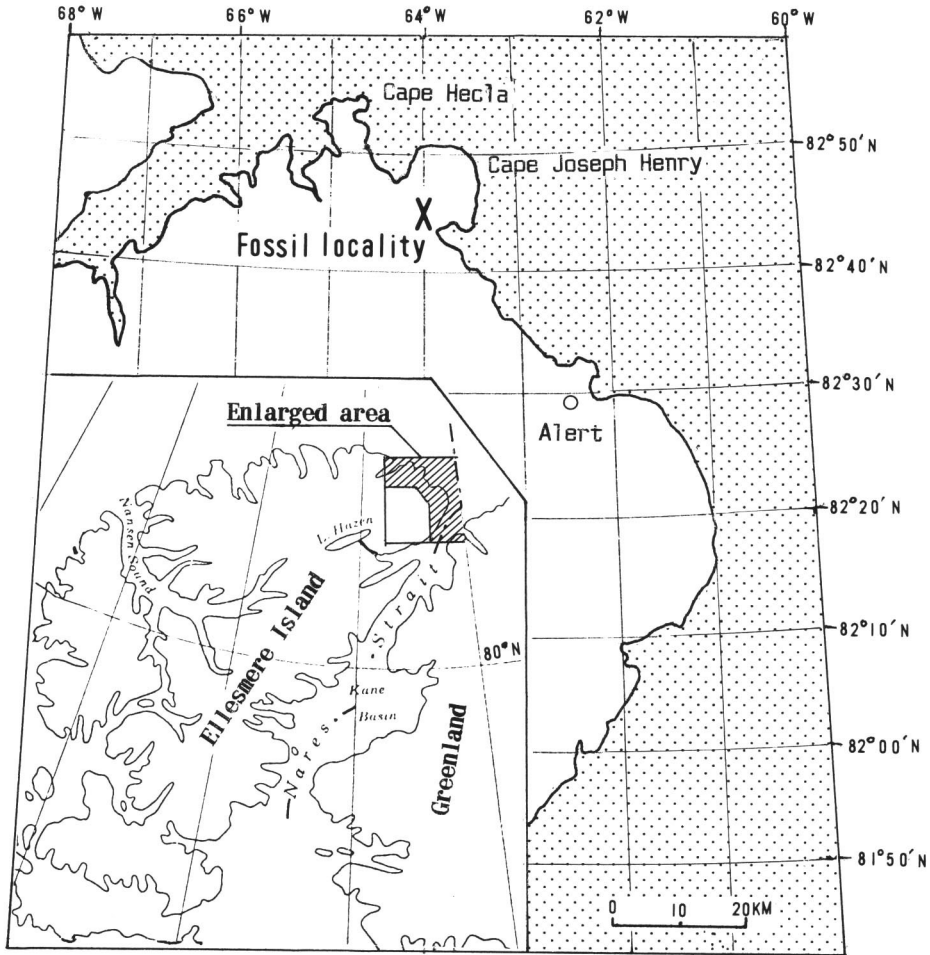 68°W
66°W
64°W
62°W
60°W
Cape Hecla
82°50′N
Cape Joseph Henry
X
Fossil locality
82°40′N
82°30′N
Enlarged area
Alert
82°20′N
L. Hazen
Nansen Sound
Strait
82°10′N
Ellesmere Island
80°N
Kane
Basin
Nares
Greenland
82°00′N
81°50′N
0 10 20KM